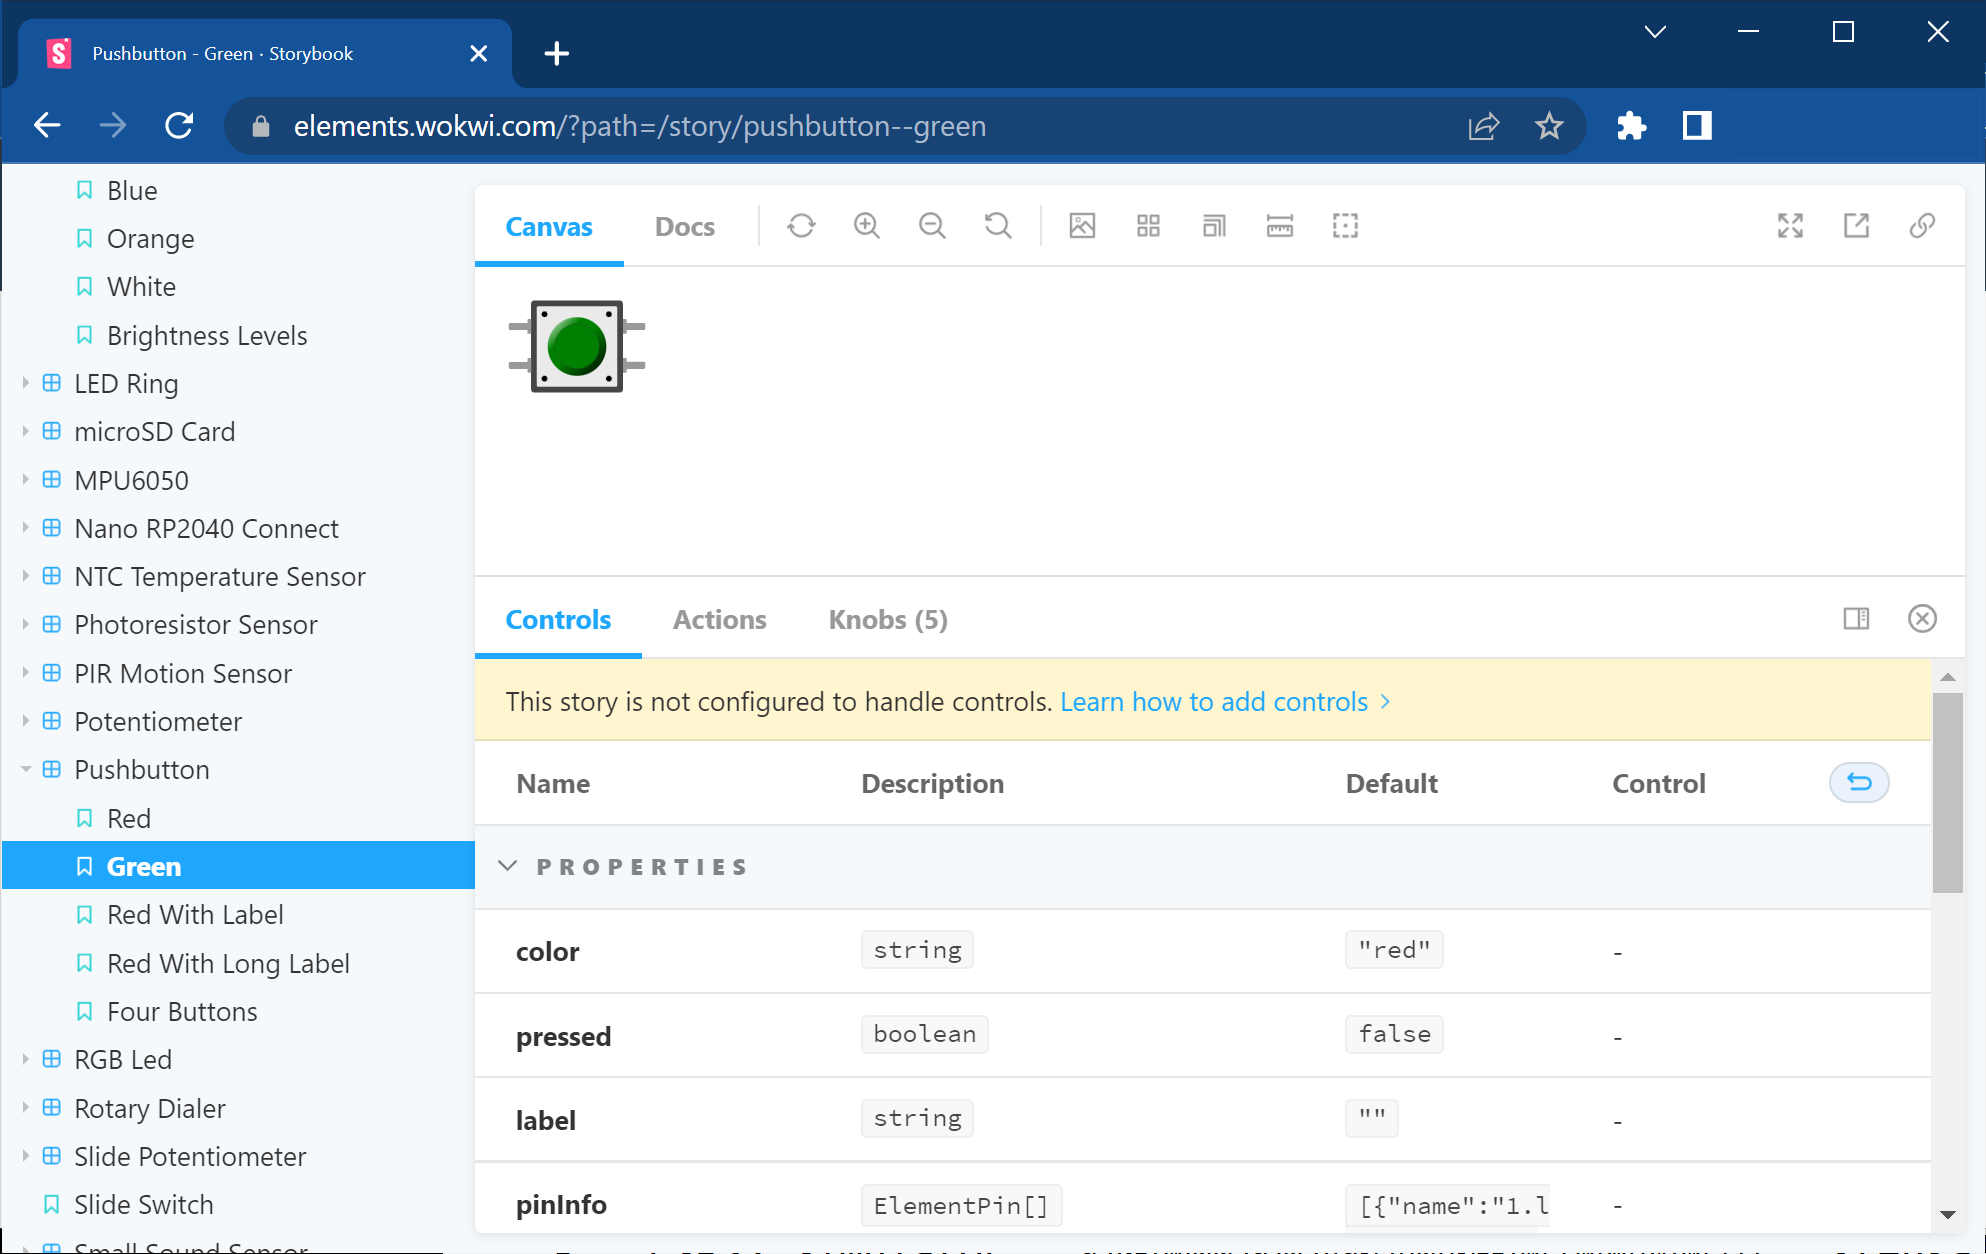 Pushbutton - Green · Storybook
elements.wokwi.com/?path=/story/pushbutton--green
Blue
Orange
White
Brightness Levels
LED Ring
microSD Card
MPU6050
Nano RP2040 Connect
NTC Temperature Sensor
Photoresistor Sensor
PIR Motion Sensor
Potentiometer
Pushbutton
Red
Green
Red With Label
Red With Long Label
Four Buttons
RGB Led
Rotary Dialer
Slide Potentiometer
Slide Switch
Small Sound Sensor
Canvas Docs
Controls Actions Knobs (5)
This story is not configured to handle controls. Learn how to add controls
Name Description Default Control
PROPERTIES
color string "red" -
pressed boolean false -
label string "" -
pinInfo ElementPin[] [{"name":"1.l -